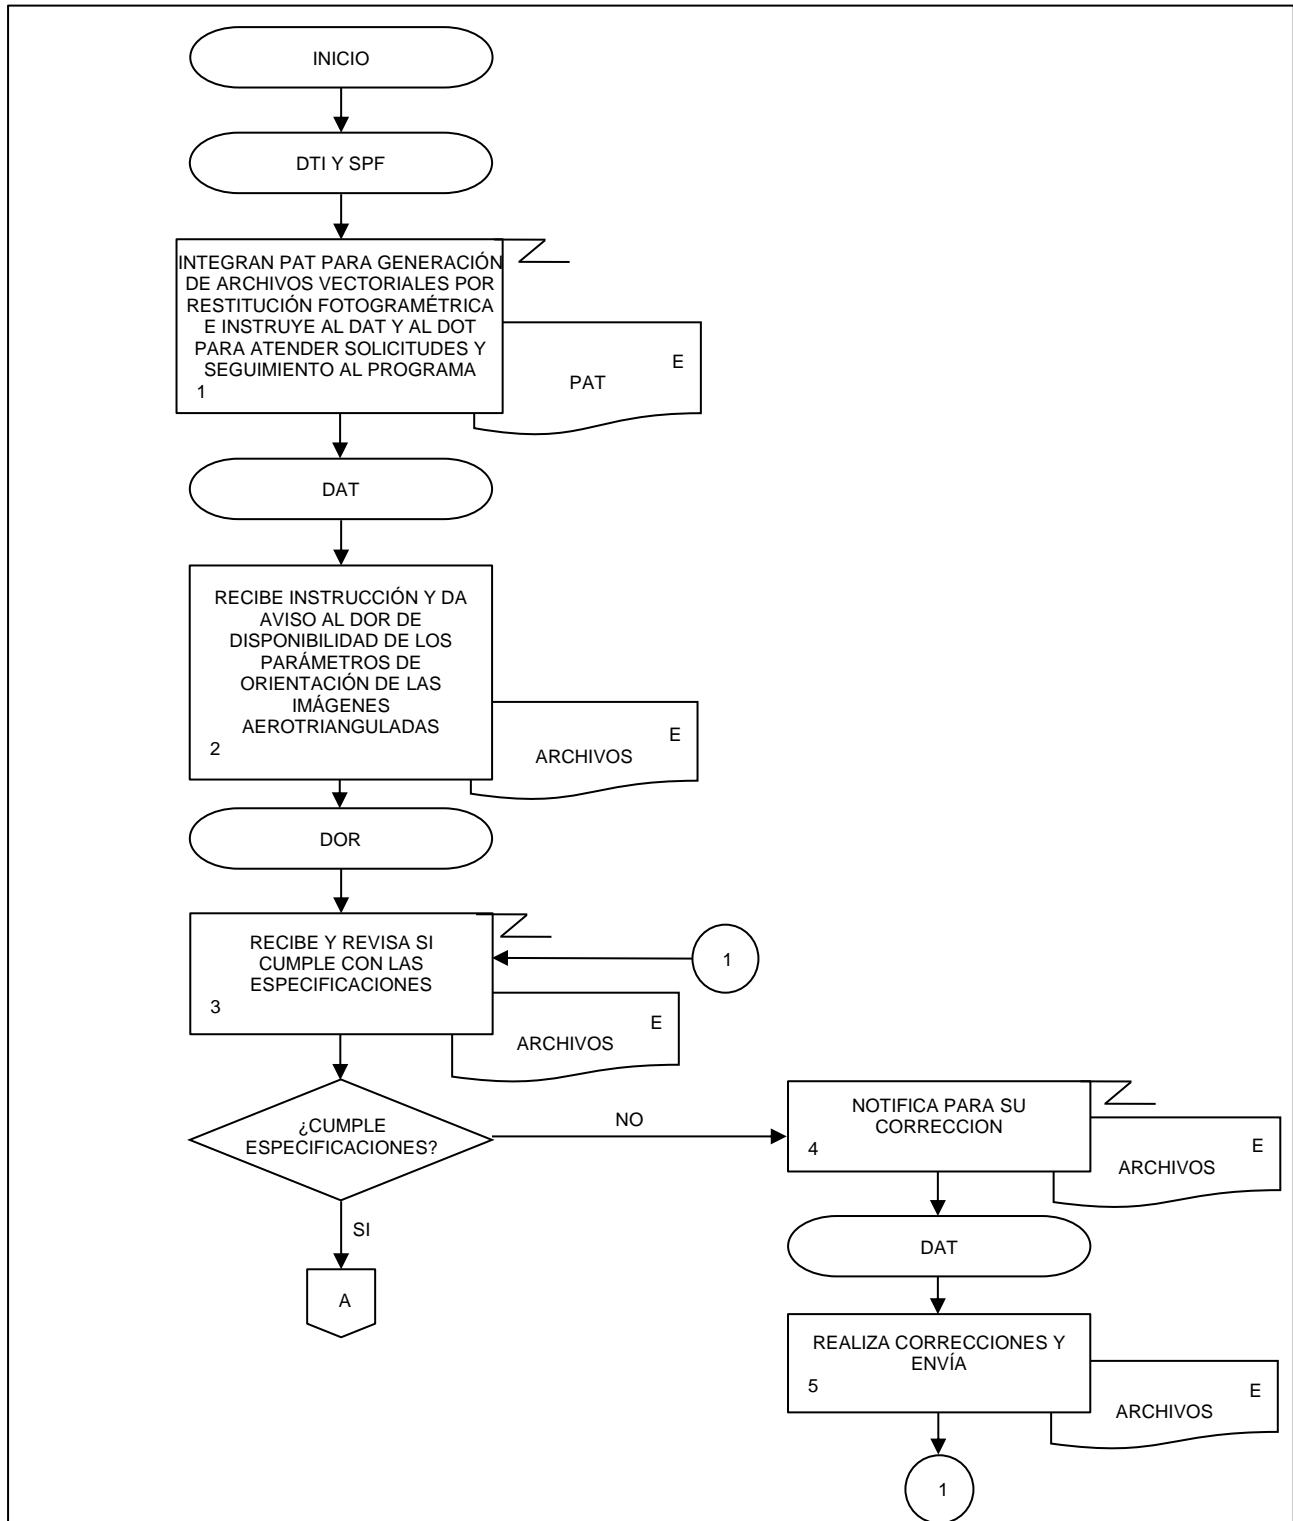 INICIO
DTI Y SPF
INTEGRAN PAT PARA GENERACIÓN
DE ARCHIVOS VECTORIALES POR
RESTITUCIÓN FOTOGRAMÉTRICA
E INSTRUYE AL DAT Y AL DOT
PARA ATENDER SOLICITUDES Y
SEGUIMIENTO AL PROGRAMA
1
E
PAT
DAT
RECIBE INSTRUCCIÓN Y DA
AVISO AL DOR DE
DISPONIBILIDAD DE LOS
PARÁMETROS DE
ORIENTACIÓN DE LAS
IMÁGENES
AEROTRIANGULADAS
2
E
ARCHIVOS
DOR
RECIBE Y REVISA SI
CUMPLE CON LAS
ESPECIFICACIONES
3
1
E
ARCHIVOS
¿CUMPLE
ESPECIFICACIONES?
NO
SI
A
NOTIFICA PARA SU
CORRECCION
4
E
ARCHIVOS
DAT
REALIZA CORRECCIONES Y
ENVÍA
5
E
ARCHIVOS
1